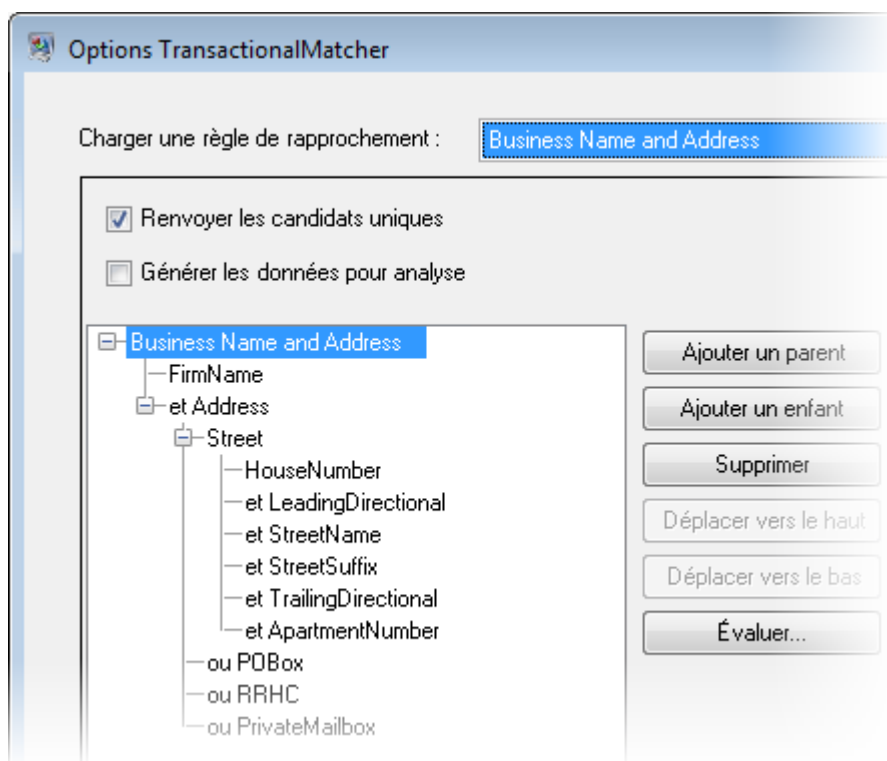 Options TransactionalMatcher
Charger une règle de rapprochement :
Business Name and Address
Renvoyer les candidats uniques
Générer les données pour analyse
Business Name and Address
FirmName
et Address
Street
HouseNumber
et LeadingDirectional
et StreetName
et StreetSuffix
et TrailingDirectional
et ApartmentNumber
ou POBox
ou RRHC
ou PrivateMailbox
Ajouter un parent
Ajouter un enfant
Supprimer
Déplacer vers le haut
Déplacer vers le bas
Évaluer...